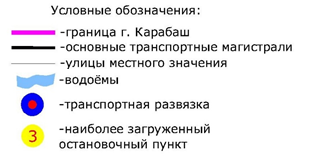 Условные обозначения:
-граница г. Карабаш
-основные транспортные магистрали
-улицы местного значения
-водоёмы
-транспортная развязка
3 -наиболее загруженный
остановочный пункт